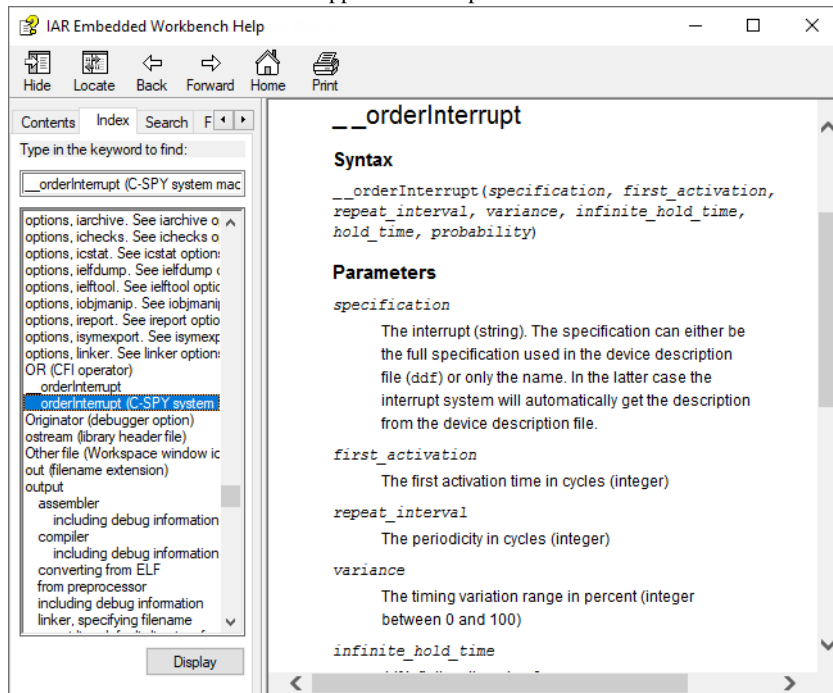 IAR Embedded Workbench Help
Hide Locate Back Forward Home Print
Contents Index Search F
Type in the keyword to find:
__orderInterrupt (C-SPY system mac
options, iarchive. See iarchive o
options, ichecks. See ichecks o
options, icstat. See icstat option
options, ielfdump. See ielfdump
options, ielftool. See ielftool optio
options, iobjmanip. See iobjmanip
options, ireport. See ireport optio
options, isymexport. See isymexp
options, linker. See linker option
OR (CFI operator)
__orderInterrupt
__orderInterrupt (C-SPY system
Originator (debugger option)
ostream (library header file)
Other file (Workspace window ic
out (filename extension)
output
assembler
including debug information
compiler
including debug information
converting from ELF
from preprocessor
including debug information
linker, specifying filename
Display
__orderInterrupt
Syntax
__orderInterrupt(specification, first_activation,
repeat_interval, variance, infinite_hold_time,
hold_time, probability)
Parameters
specification
The interrupt (string). The specification can either be
the full specification used in the device description
file (ddf) or only the name. In the latter case the
interrupt system will automatically get the description
from the device description file.
first_activation
The first activation time in cycles (integer)
repeat_interval
The periodicity in cycles (integer)
variance
The timing variation range in percent (integer
between 0 and 100)
infinite_hold_time